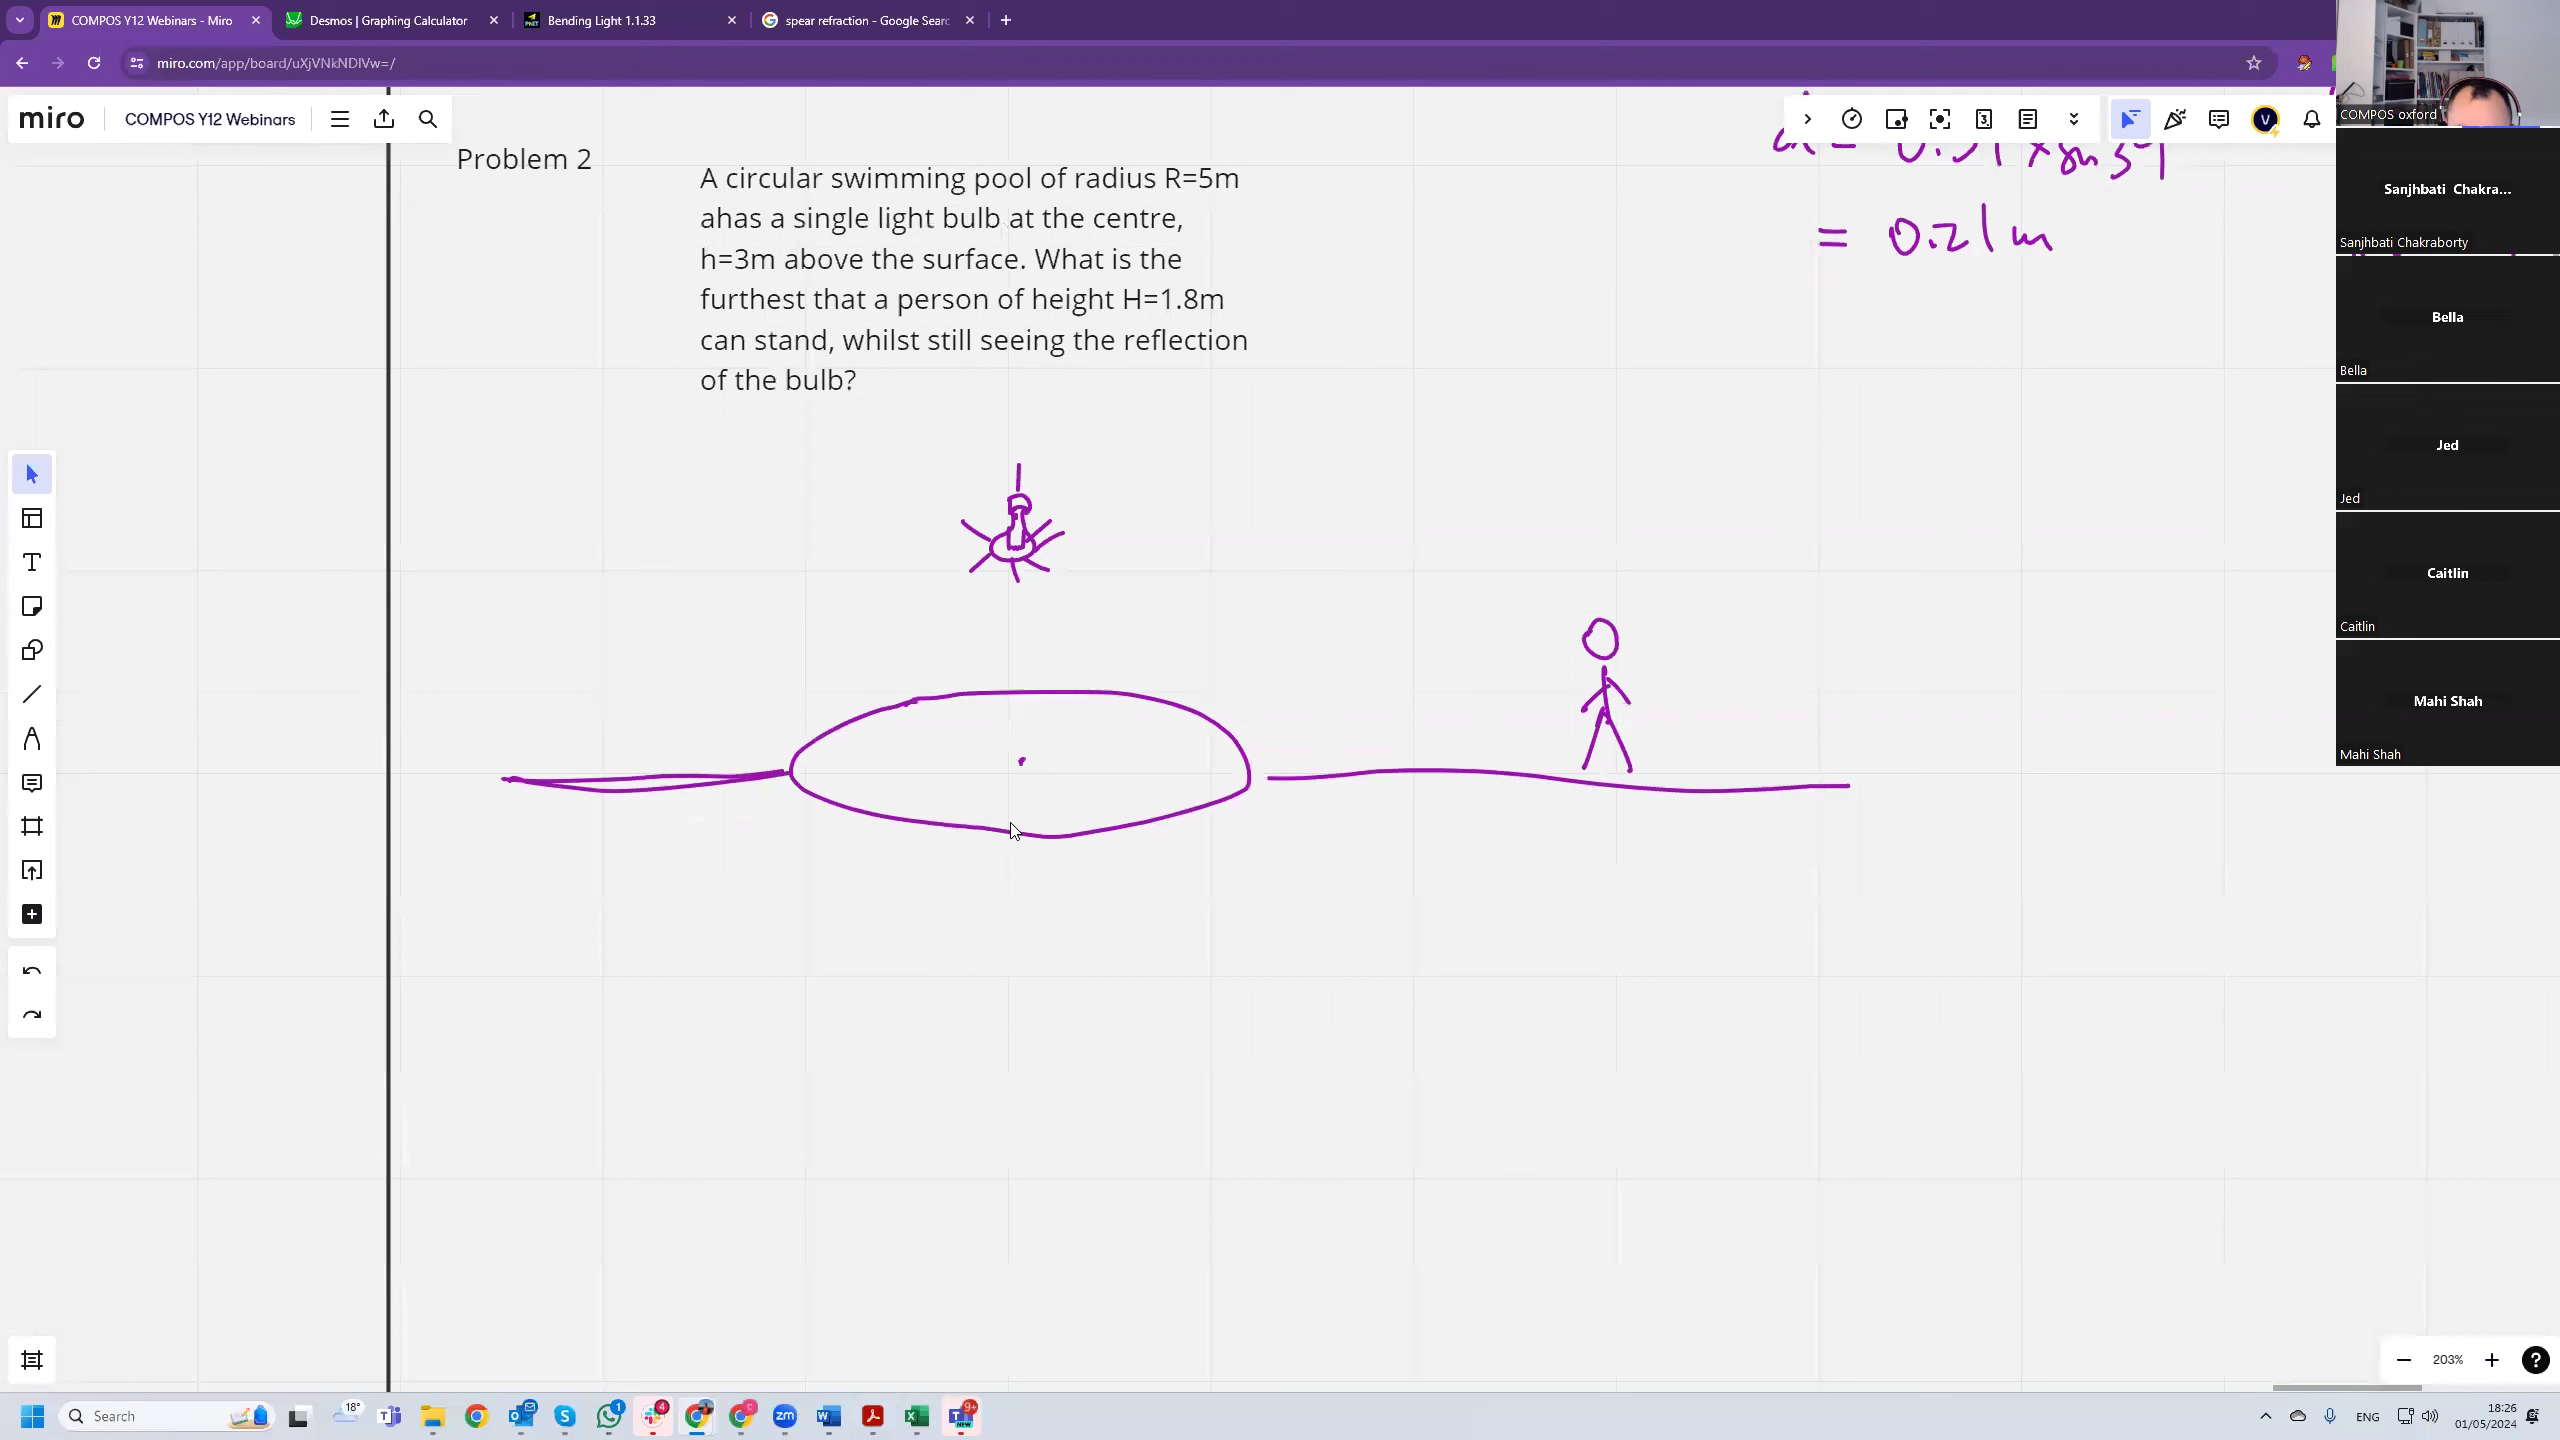 COMPOS Y12 Webinars - Miro
Desmos | Graphing Calculator
Bending Light 1.1.33
spear refraction - Google Searc
miro.com/app/board/uXjVNkNDlVw=/
miro
COMPOS Y12 Webinars
V
COMPOS oxford
Problem 2
A circular swimming pool of radius R=5m
ahas a single light bulb at the centre,
h=3m above the surface. What is the
furthest that a person of height H=1.8m
can stand, whilst still seeing the reflection
of the bulb?
= 0.21m
Sanjhbati Chakra...
Sanjhbati Chakraborty
Bella
Bella
Jed
Jed
Caitlin
Caitlin
Mahi Shah
Mahi Shah
203%
Search
18°
1
4
9+
ENG
18:26
01/05/2024